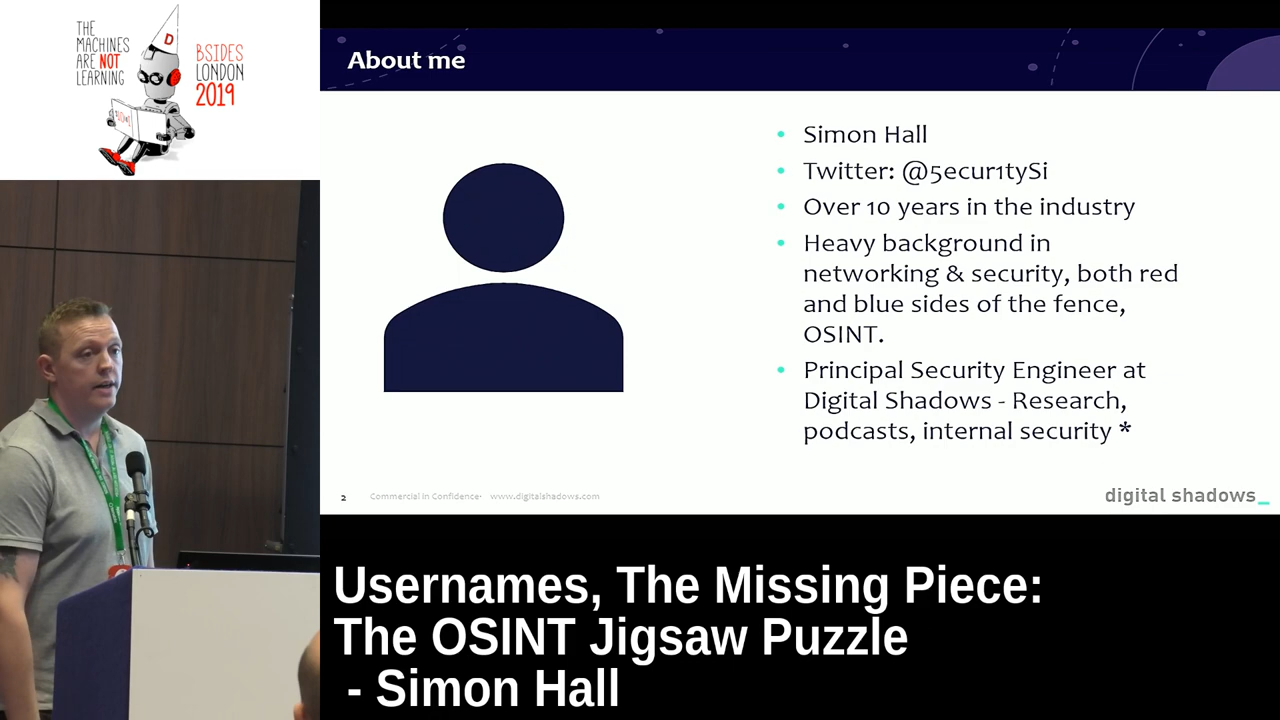 THE
MACHINES
ARE NOT
LEARNING
D
BSIDES
LONDON
2019
About me
• Simon Hall
• Twitter: @5ecur1tySi
• Over 10 years in the industry
• Heavy background in
networking & security, both red
and blue sides of the fence,
OSINT.
• Principal Security Engineer at
Digital Shadows - Research,
podcasts, internal security *
2 Commercial In Confidence· www.digitalshadows.com
digital shadows_
Usernames, The Missing Piece:
The OSINT Jigsaw Puzzle
- Simon Hall